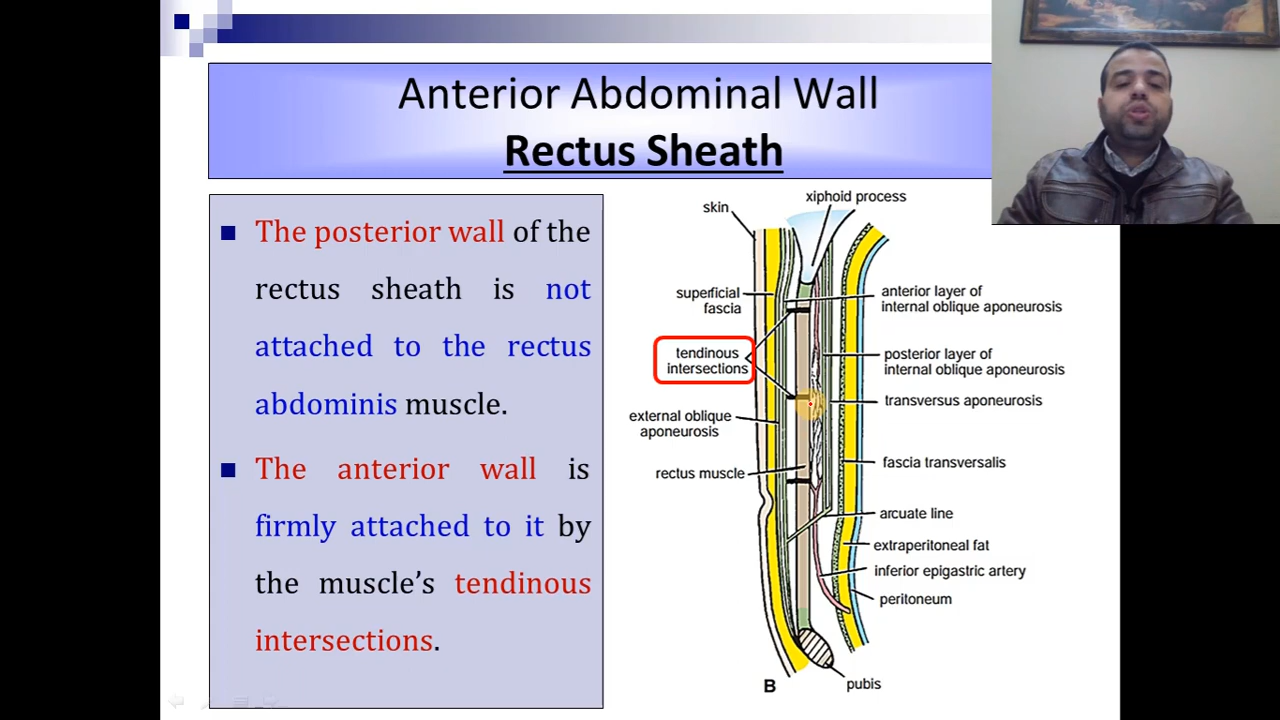 Anterior Abdominal Wall
Rectus Sheath
The posterior wall of the
rectus sheath is not
attached to the rectus
abdominis muscle.
The anterior wall is
firmly attached to it by
the muscle’s tendinous
intersections.
xiphoid process
skin
superficial
fascia
anterior layer of
internal oblique aponeurosis
tendinous
intersections
posterior layer of
internal oblique aponeurosis
transversus aponeurosis
external oblique
aponeurosis
fascia transversalis
rectus muscle
arcuate line
extraperitoneal fat
inferior epigastric artery
peritoneum
pubis
B